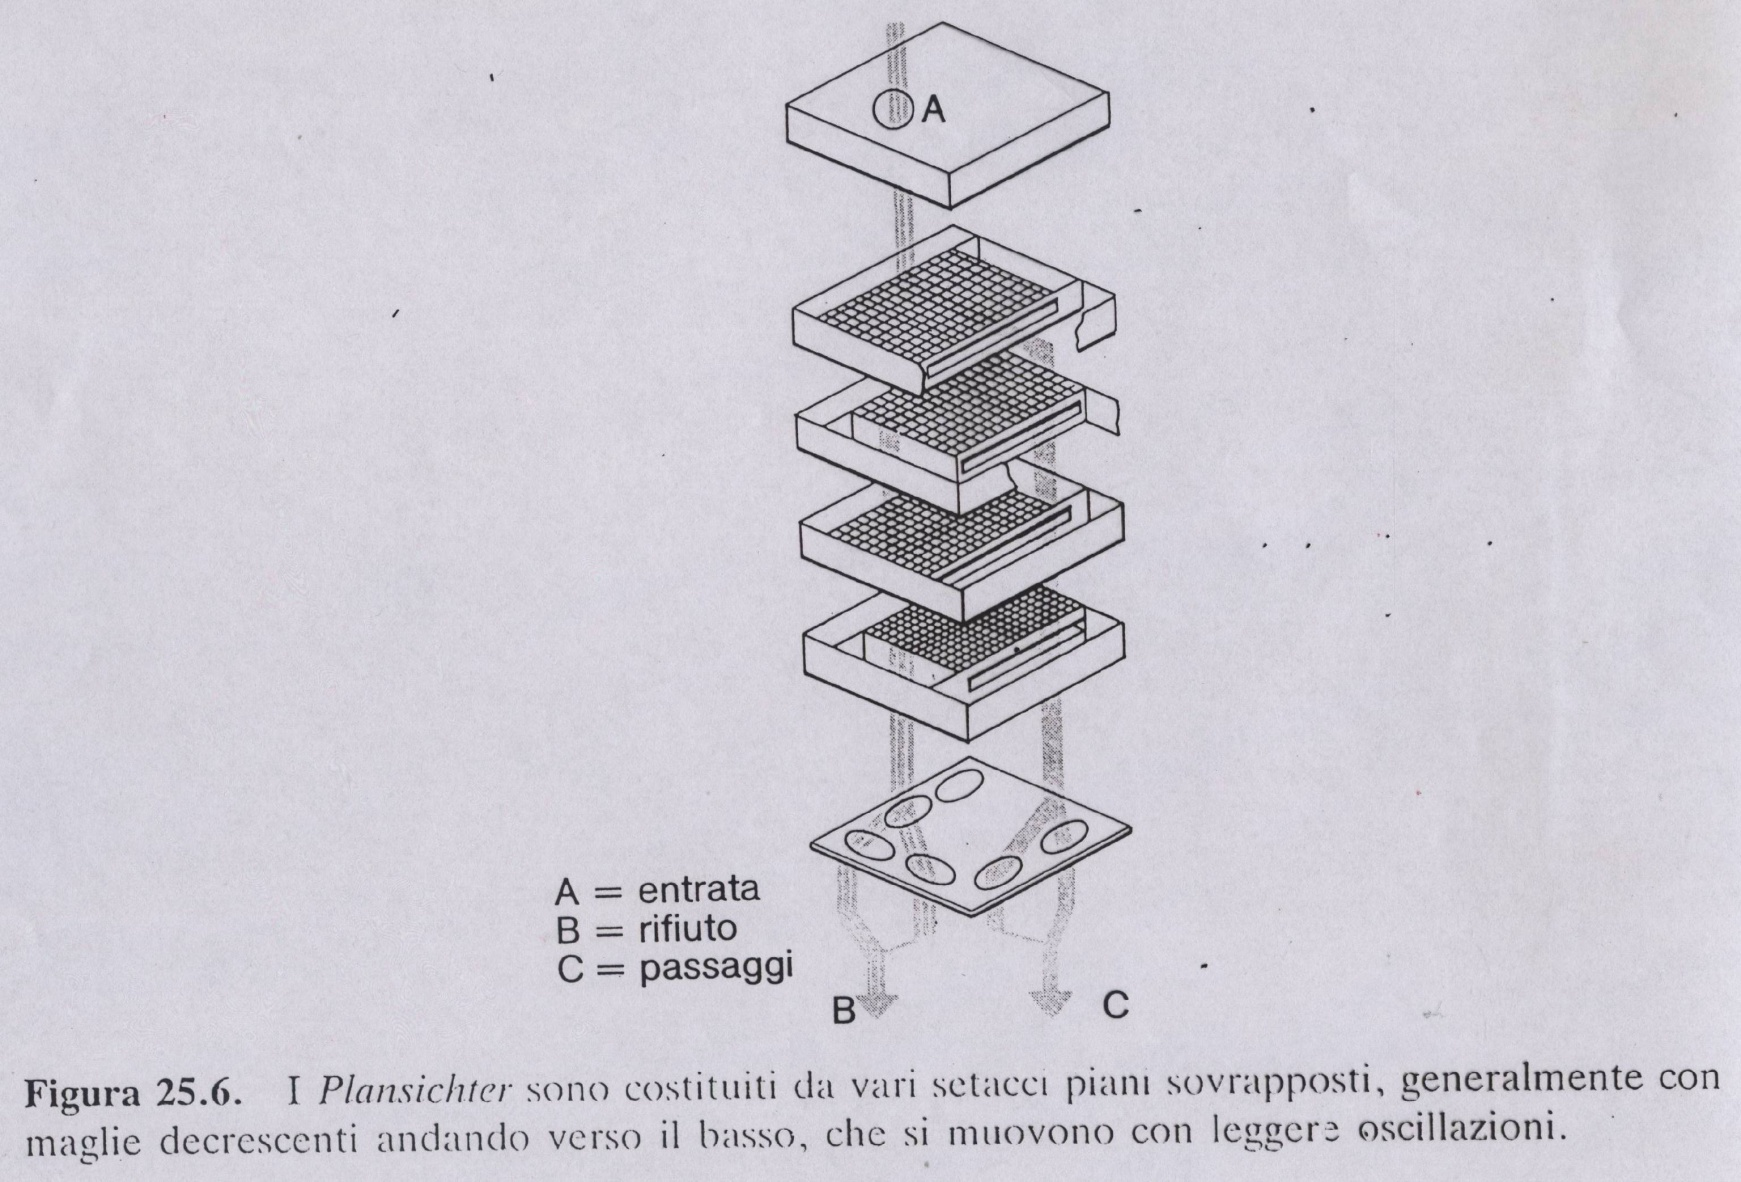 A
A = entrata
B = rifiuto
C = passaggi
B
C
Figura 25.6. I Plansichter sono costituiti da vari setacci piani sovrapposti, generalmente con
maglie decrescenti andando verso il basso, che si muovono con leggere oscillazioni.